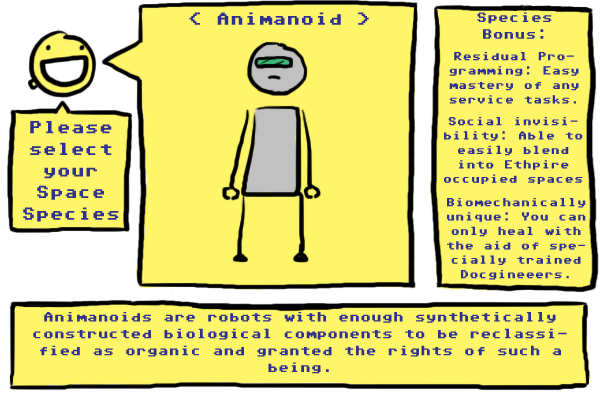 < Animanoid >
Please
select
your
Space
Species
Species
Bonus:
Residual Pro-
gramming: Easy
mastery of any
service tasks.
Social invisi-
bility: Able to
easily blend
into Ethpire
occupied spaces
Biomechanically
unique: You can
only heal with
the aid of spe-
cially trained
Docgineeers.
Animanoids are robots with enough synthetically
constructed biological components to be reclassi-
fied as organic and granted the rights of such a
being.